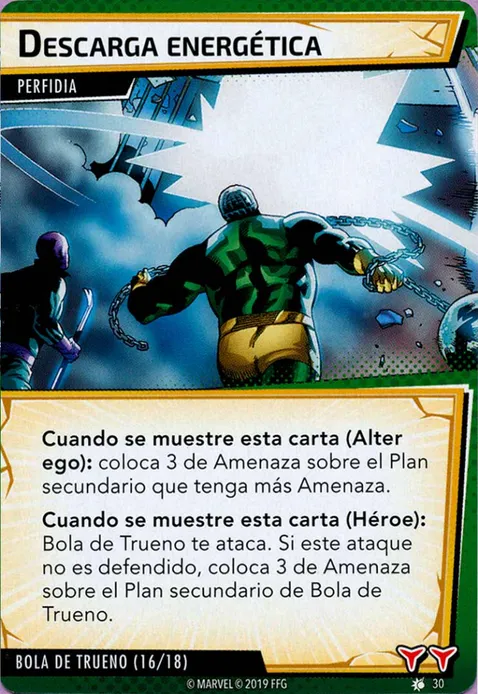 DESCARGA ENERGÉTICA
PERFIDIA
Cuando se muestre esta carta (Alter
ego): coloca 3 de Amenaza sobre el Plan
secundario que tenga más Amenaza.
Cuando se muestre esta carta (Héroe):
Bola de Trueno te ataca. Si este ataque
no es defendido, coloca 3 de Amenaza
sobre el Plan secundario de Bola de
Trueno.
BOLA DE TRUENO (16/18)
© MARVEL © 2019 FFG
30